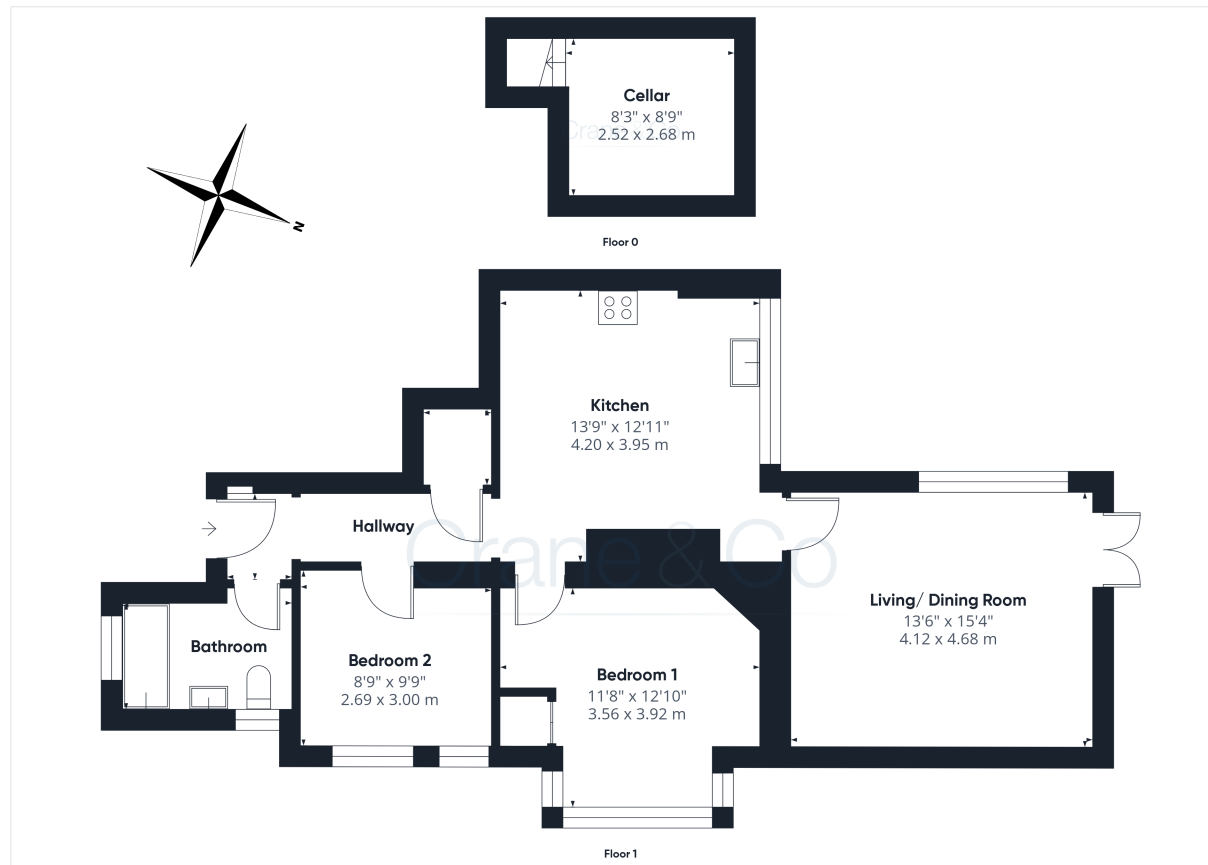 Cellar
8'3" x 8'9"
2.52 x 2.68 m
Crane & Co
Floor 0
N
Kitchen
13'9" x 12'11"
4.20 x 3.95 m
Hallway
Crane & Co
Living/ Dining Room
13'6" x 15'4"
4.12 x 4.68 m
Bathroom
Bedroom 2
8'9" x 9'9"
2.69 x 3.00 m
Bedroom 1
11'8" x 12'10"
3.56 x 3.92 m
Floor 1